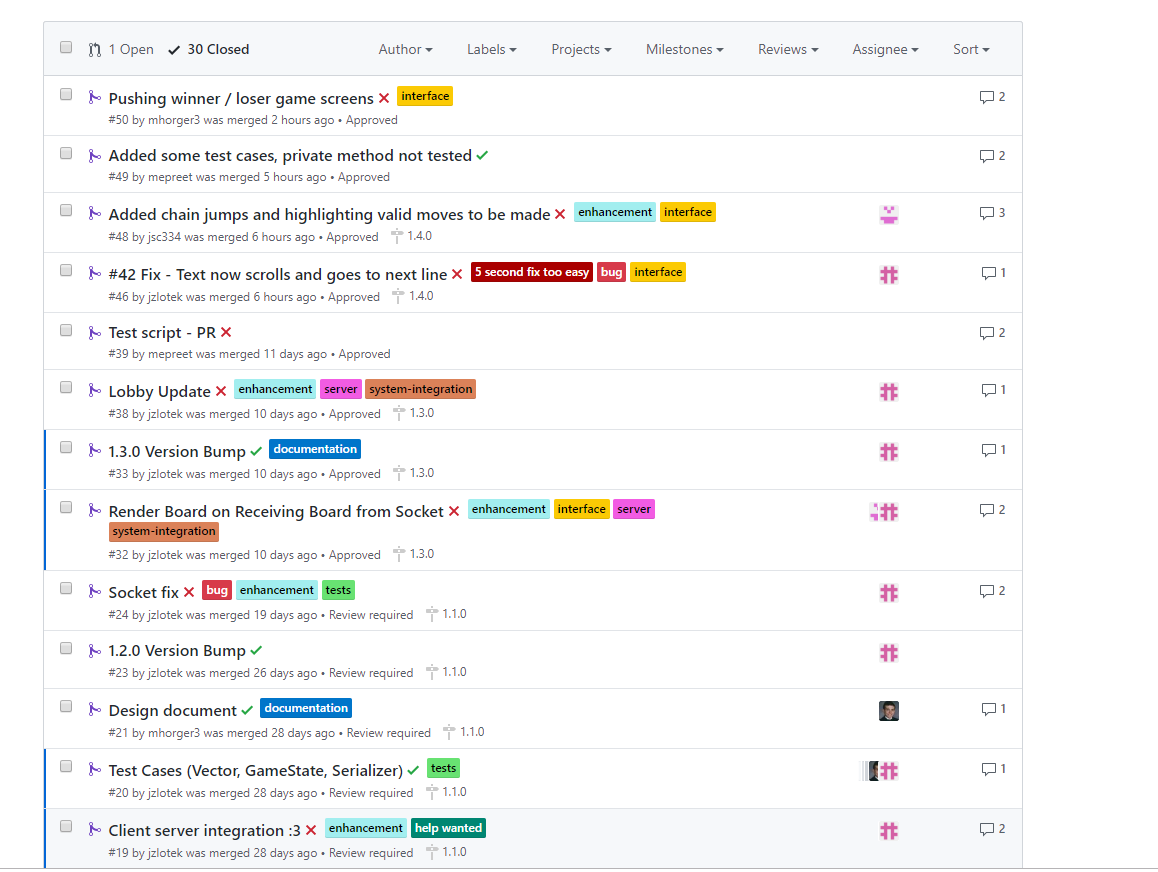 1 Open 30 Closed Author Labels Projects Milestones Reviews Assignee Sort
Pushing winner / loser game screens interface 2
#50 by mhorger3 was merged 2 hours ago • Approved
Added some test cases, private method not tested 2
#49 by mepreet was merged 5 hours ago • Approved
Added chain jumps and highlighting valid moves to be made enhancement interface 3
#48 by jsc334 was merged 6 hours ago • Approved 1.4.0
#42 Fix - Text now scrolls and goes to next line 5 second fix too easy bug interface 1
#46 by jzlotek was merged 6 hours ago • Approved 1.4.0
Test script - PR 2
#39 by mepreet was merged 11 days ago • Approved
Lobby Update enhancement server system-integration 1
#38 by jzlotek was merged 10 days ago • Approved 1.3.0
1.3.0 Version Bump documentation 1
#33 by jzlotek was merged 10 days ago • Approved 1.3.0
Render Board on Receiving Board from Socket enhancement interface server 2
system-integration
#32 by jzlotek was merged 10 days ago • Approved 1.3.0
Socket fix bug enhancement tests 2
#24 by jzlotek was merged 19 days ago • Review required 1.1.0
1.2.0 Version Bump
#23 by jzlotek was merged 26 days ago • Review required 1.1.0
Design document documentation 1
#21 by mhorger3 was merged 28 days ago • Review required 1.1.0
Test Cases (Vector, GameState, Serializer) tests 1
#20 by jzlotek was merged 28 days ago • Review required 1.1.0
Client server integration :3 enhancement help wanted 2
#19 by jzlotek was merged 28 days ago • Review required 1.1.0